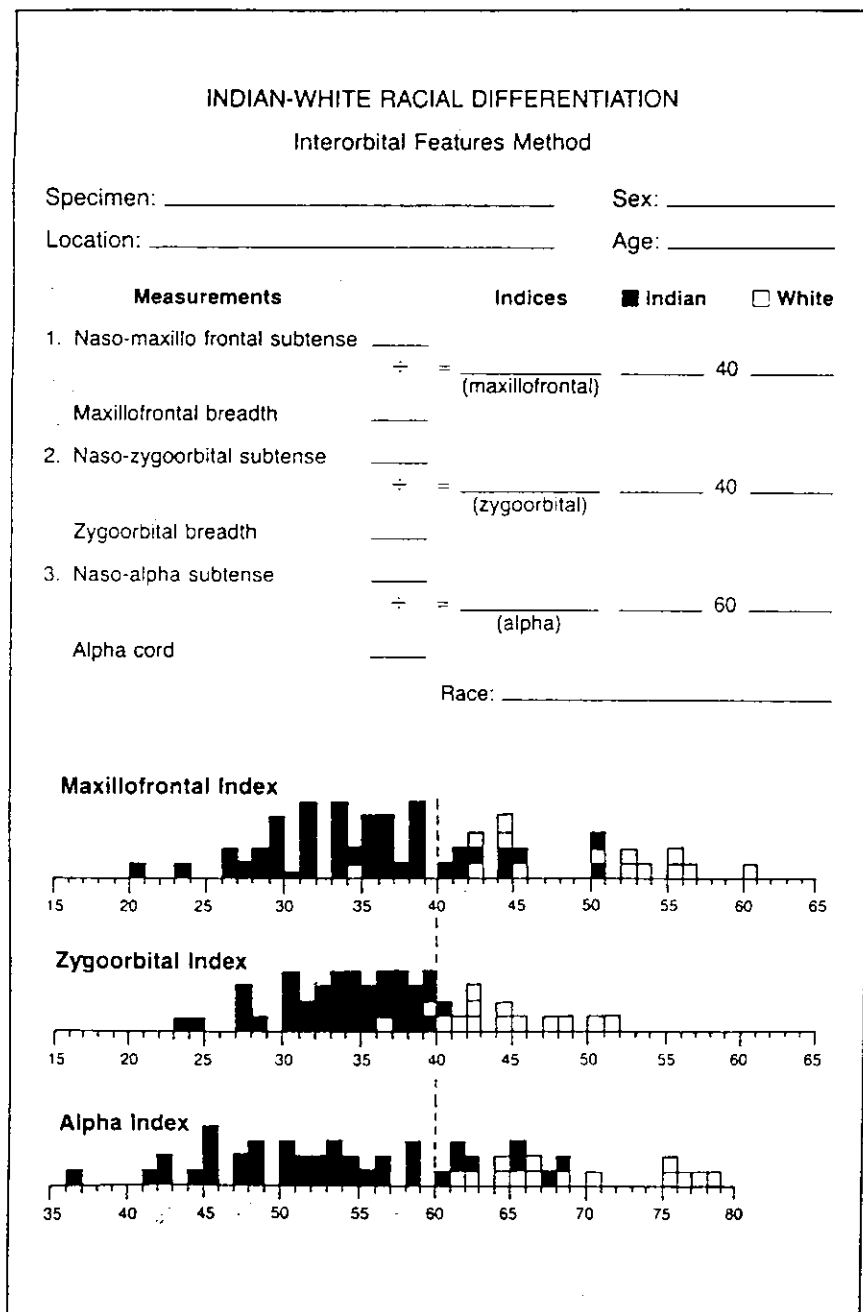 INDIAN-WHITE RACIAL DIFFERENTIATION
Interorbital Features Method
Specimen: Sex:
Location: Age:
Measurements Indices Indian White
1. Naso-maxillo frontal subtense
÷ = 40
(maxillofrontal)
Maxillofrontal breadth
2. Naso-zygoorbital subtense
÷ = 40
(zygoorbital)
Zygoorbital breadth
3. Naso-alpha subtense
÷ = 60
(alpha)
Alpha cord
Race:
Maxillofrontal Index
15 20 25 30 35 40 45 50 55 60 65
Zygoorbital Index
15 20 25 30 35 40 45 50 55 60 65
Alpha Index
35 40 45 50 55 60 65 70 75 80